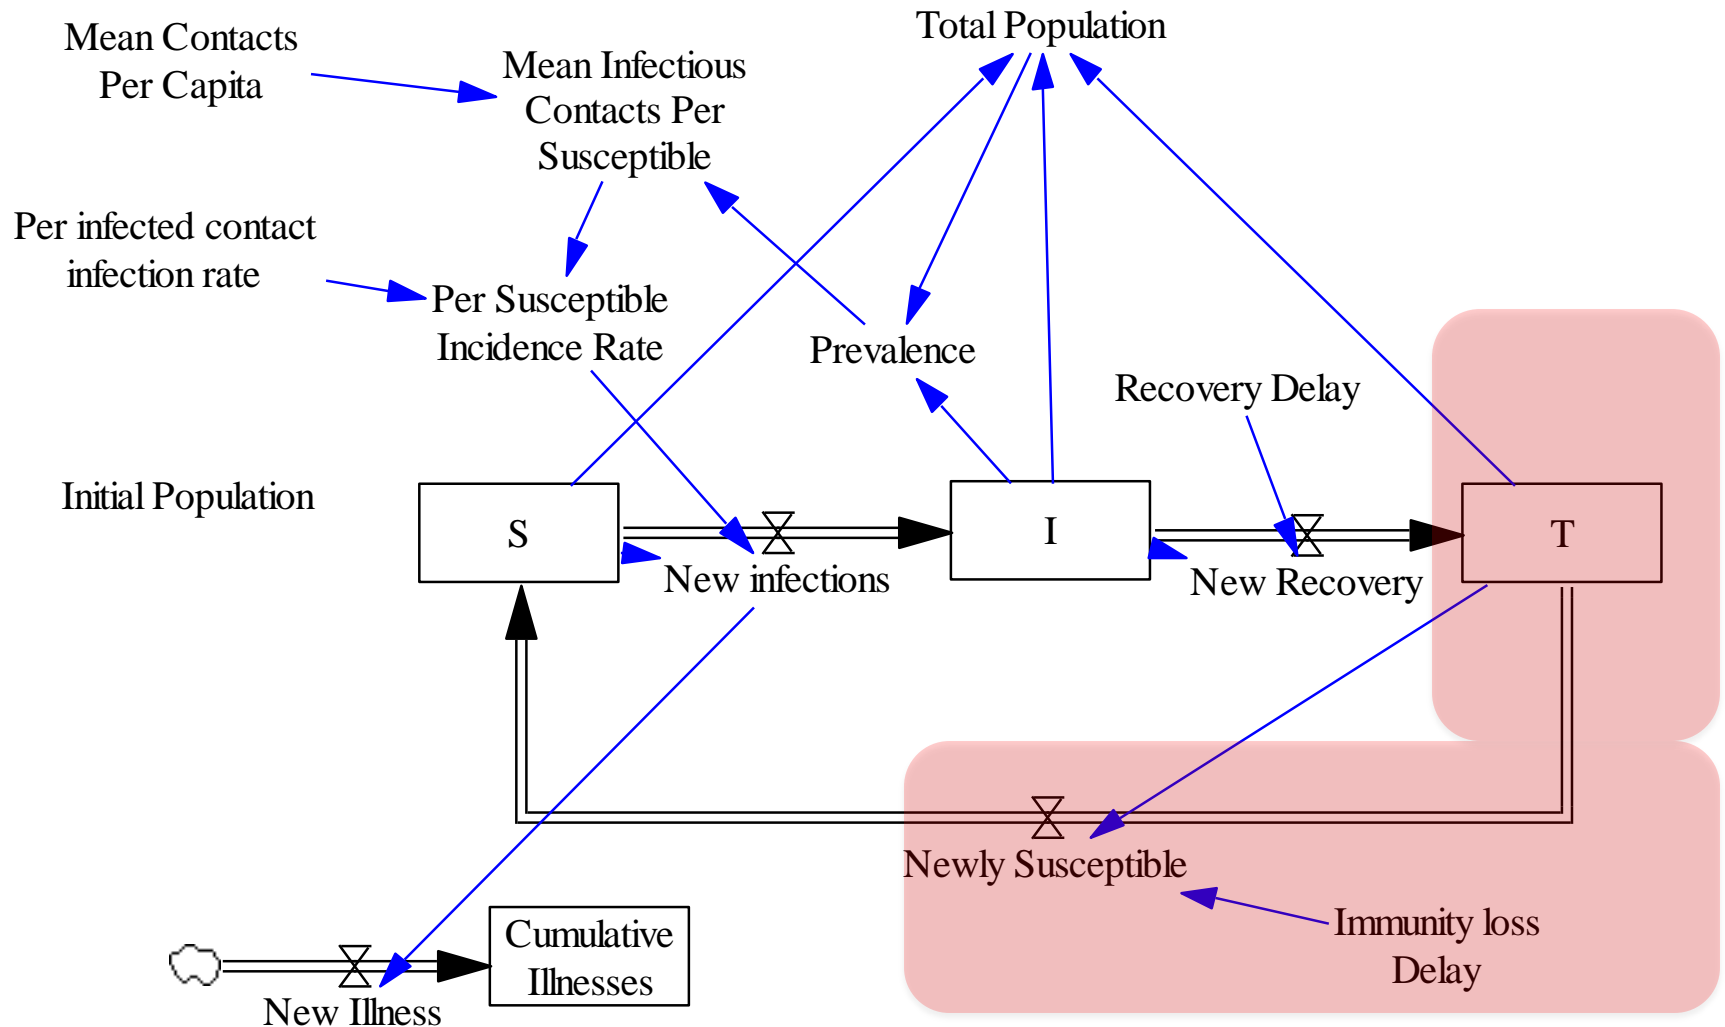 Mean Contacts
Per Capita
Mean Infectious
Contacts Per
Susceptible
Total Population
Per infected contact
infection rate
Per Susceptible
Incidence Rate
Prevalence
Recovery Delay
Initial Population
S
I
T
New infections
New Recovery
Newly Susceptible
Immunity loss
Delay
Cumulative
Illnesses
New Illness